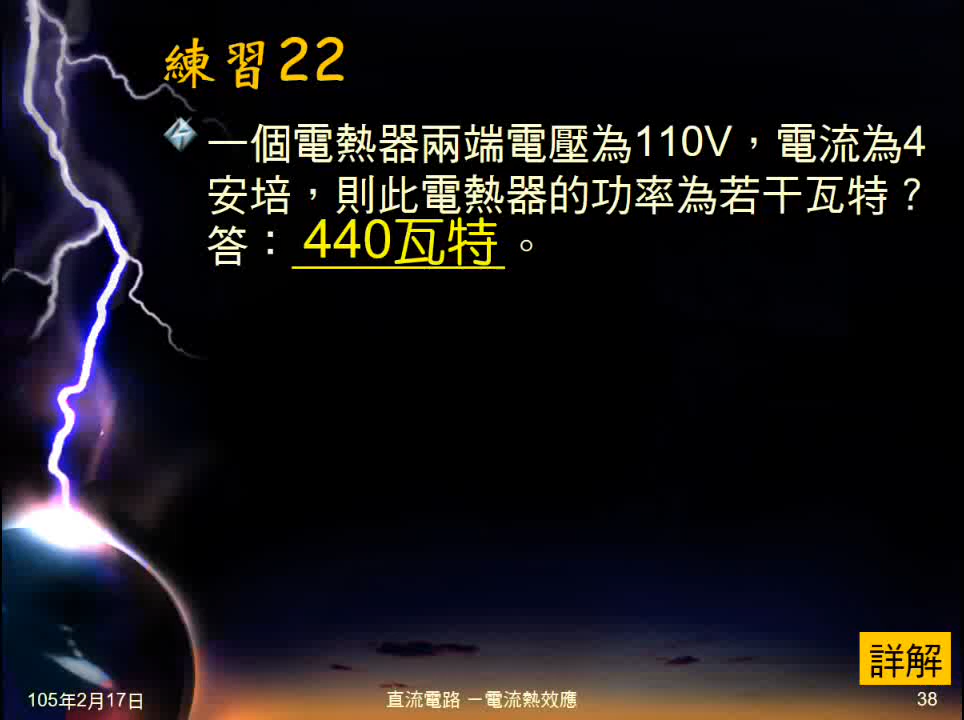 練習22
一個電熱器兩端電壓為110V，電流為4
安培，則此電熱器的功率為若干瓦特？
答：440瓦特。
詳解
105年2月17日
直流電路 －電流熱效應
38